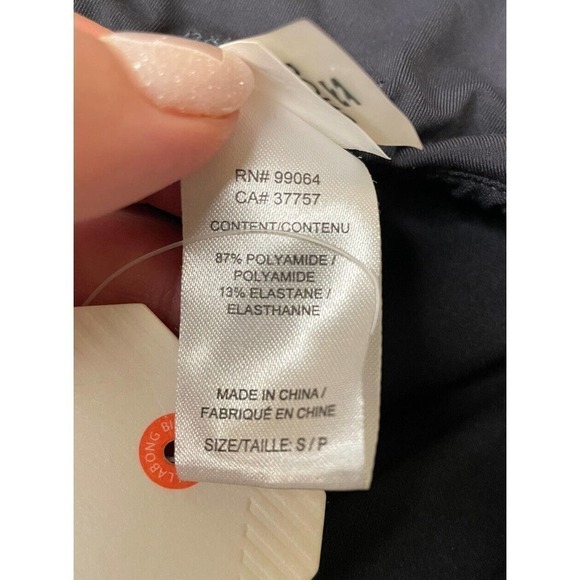 RN# 99064
CA# 37757
CONTENT/CONTENU
87% POLYAMIDE /
POLYAMIDE
13% ELASTANE /
ELASTHANNE
MADE IN CHINA /
FABRIQUÉ EN CHINE
SIZE/TAILLE: S / P